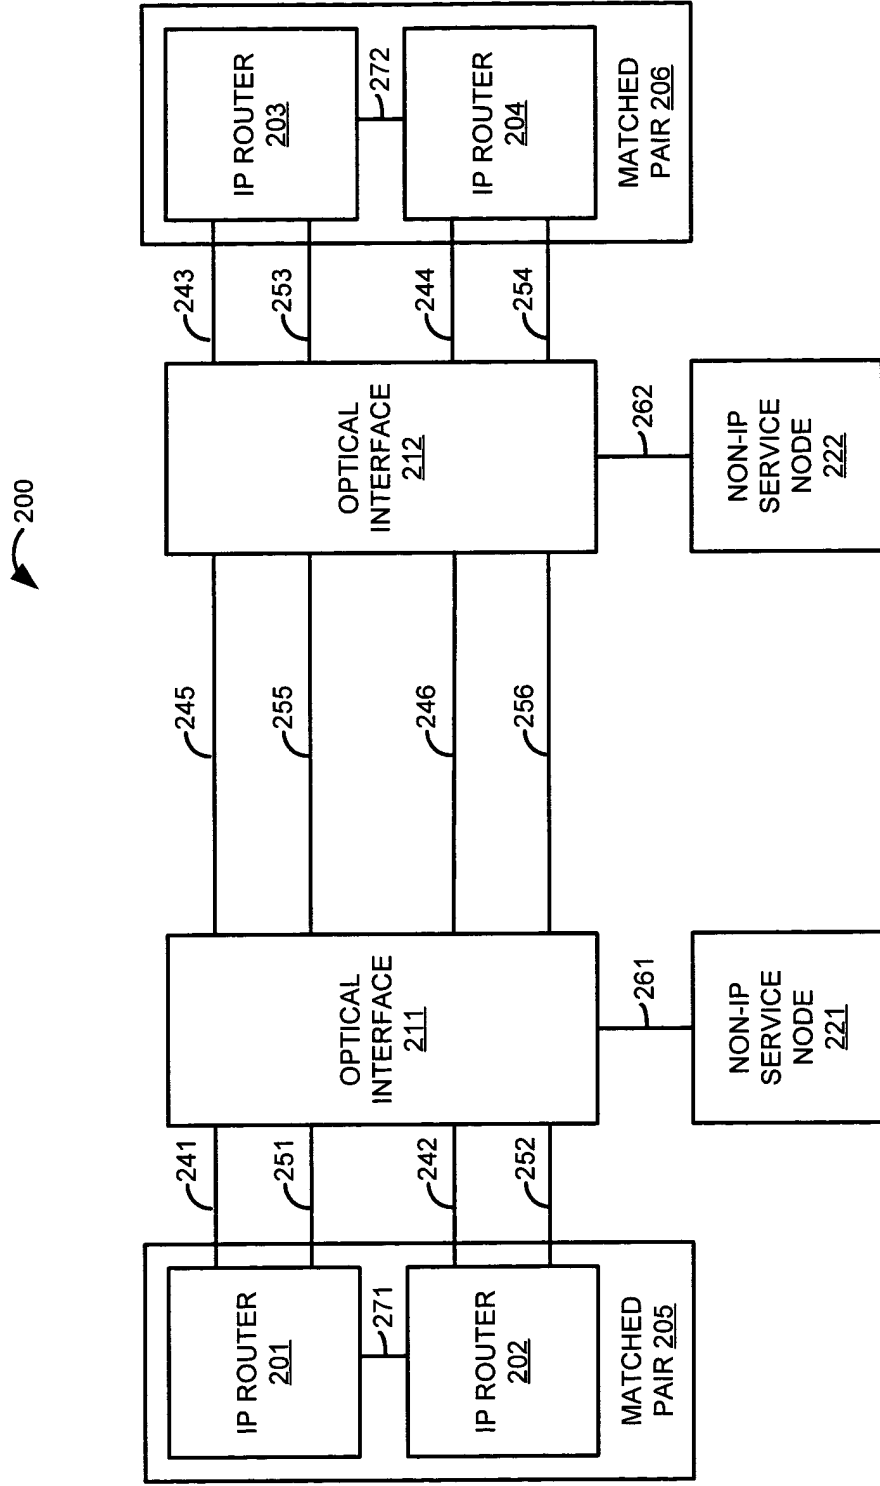 200
IP ROUTER
201
271
IP ROUTER
202
MATCHED
PAIR 205
241
251
242
252
OPTICAL
INTERFACE
211
261
NON-IP
SERVICE
NODE
221
245
255
246
256
OPTICAL
INTERFACE
212
262
NON-IP
SERVICE
NODE
222
243
253
244
254
IP ROUTER
203
272
IP ROUTER
204
MATCHED
PAIR 206